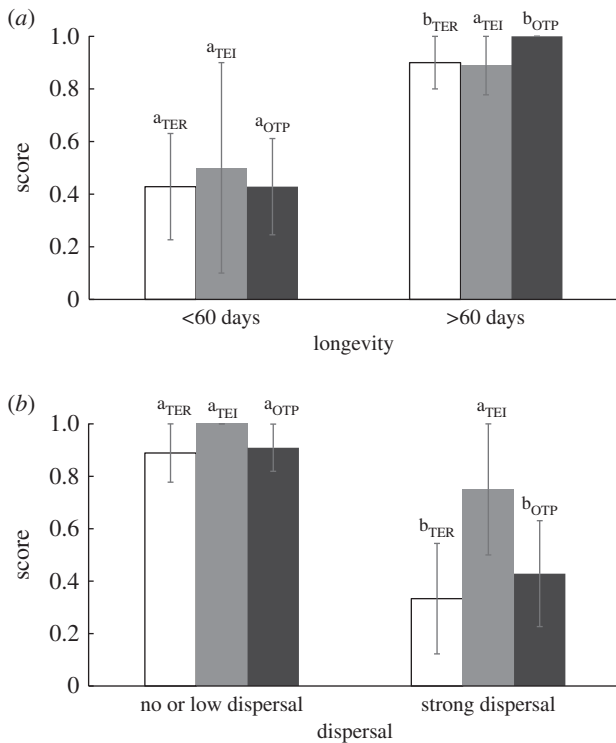 (a)
1.0
0.8
0.6
0.4
0.2
0
score
aTER
aTEI
aOTP
bTER
aTEI
bOTP
<60 days
>60 days
longevity
(b)
1.0
0.8
0.6
0.4
0.2
0
score
aTER
aTEI
aOTP
bTER
aTEI
bOTP
no or low dispersal
strong dispersal
dispersal